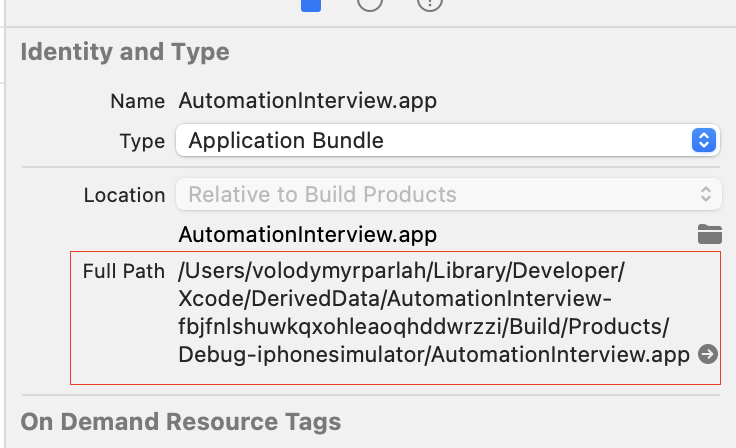 Identity and Type
Name AutomationInterview.app
Type Application Bundle
Location Relative to Build Products
AutomationInterview.app
Full Path /Users/volodymyrparlah/Library/Developer/
Xcode/DerivedData/AutomationInterview-
fbjfnlshuwkqxohleaoqhddwrzzi/Build/Products/
Debug-iphonesimulator/AutomationInterview.app
On Demand Resource Tags